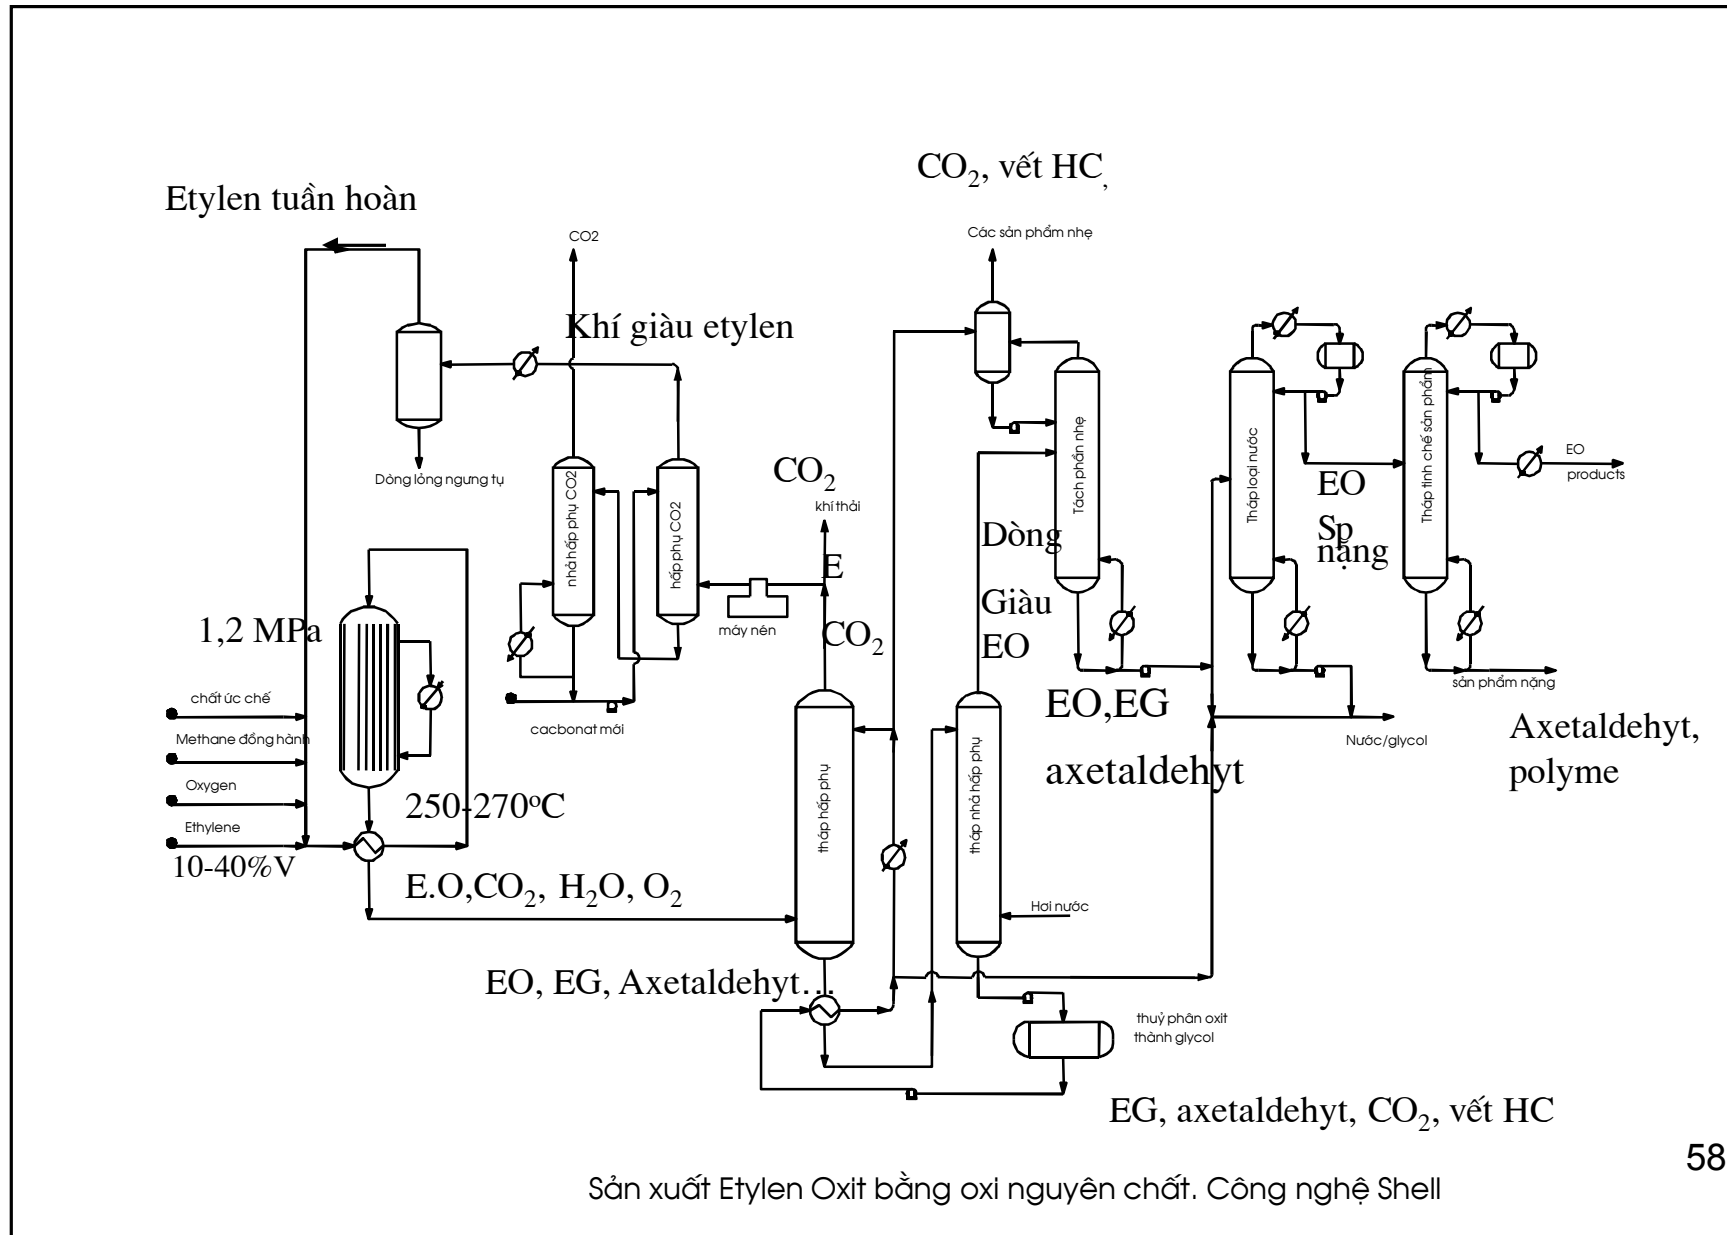 CO2, vết HC,
Etylen tuần hoàn
CO2
Các sản phẩm nhẹ
Khí giàu etylen
Dòng lỏng ngưng tụ
nhả hấp phụ CO2
hấp phụ CO2
CO2
khí thải
E
CO2
máy nén
cacbonat mới
Tách phần nhẹ
Tháp loại nước
Tháp tinh chế sản phẩm
EO
products
EO
Sp
nặng
Dòng
Giàu
EO
1,2 MPa
chất ức chế
Methane đồng hành
Oxygen
Ethylene
10-40%V
250-270oC
E.O,CO2, H2O, O2
tháp hấp phụ
tháp nhả hấp phụ
EO,EG
axetaldehyt
sản phẩm nặng
Nước/glycol
Axetaldehyt,
polyme
Hơi nước
EO, EG, Axetaldehyt...
thuỷ phân oxit
thành glycol
EG, axetaldehyt, CO2, vết HC
58
Sản xuất Etylen Oxit bằng oxi nguyên chất. Công nghệ Shell